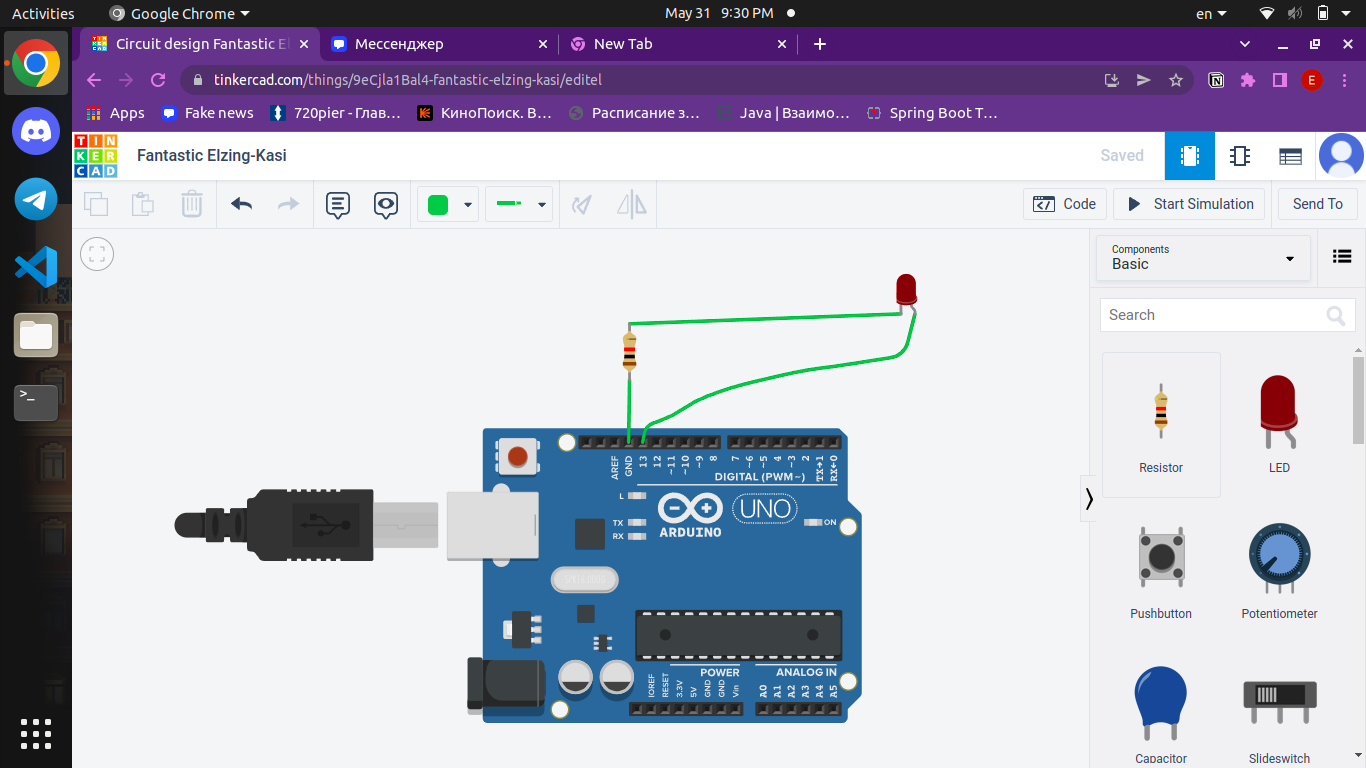 Activities
Google Chrome
May 31 9:30 PM
en
Circuit design Fantastic El
Мессенджер
New Tab
tinkercad.com/things/9eCjla1Bal4-fantastic-elzing-kasi/editel
E
Apps
Fake news
720pier - Глав...
КиноПоиск. В...
Расписание з...
Java | Взаимо...
Spring Boot T...
TIN
KER
CAD
Fantastic Elzing-Kasi
Saved
Code
Start Simulation
Send To
Components
Basic
Search
Resistor
LED
Pushbutton
Potentiometer
Capacitor
Slideswitch
AREF
GND
13
12
~11
~10
~9
8
7
~6
~5
4
~3
2
TX→1
RX←0
DIGITAL (PWM~)
L
TX
RX
ARDUINO
UNO
ON
POWER
ANALOG IN
IOREF
RESET
3.3V
5V
GND
GND
Vin
A0
A1
A2
A3
A4
A5
>_